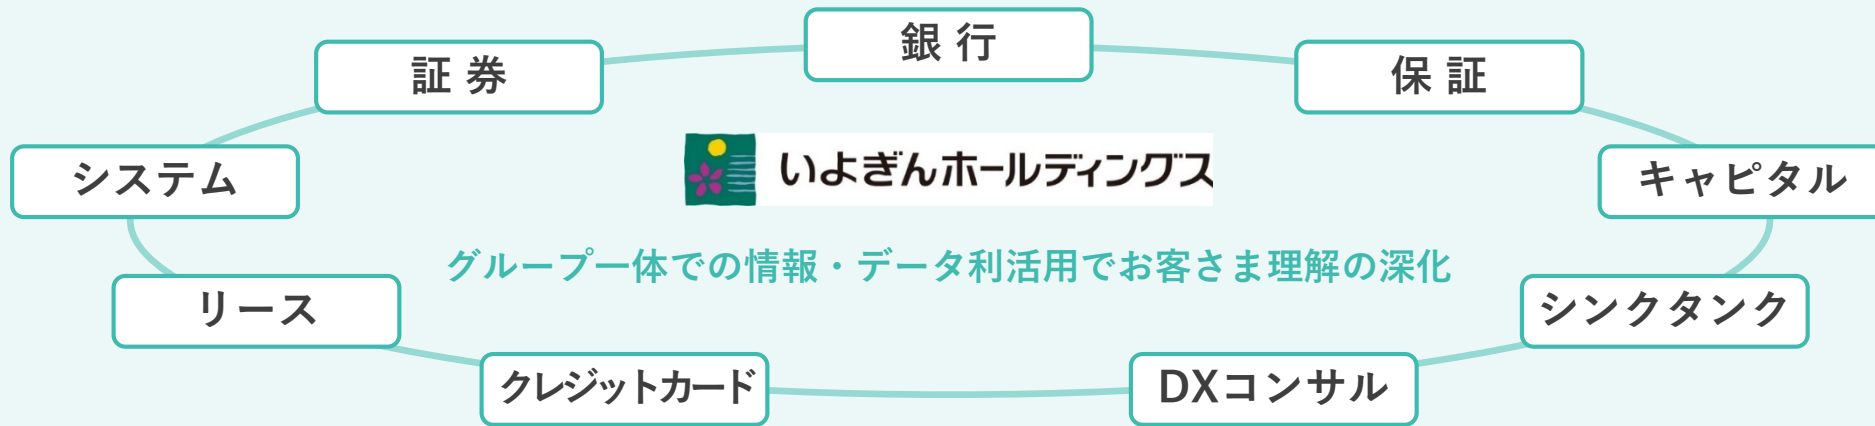 銀行
証券
保証
システム
いよぎんホールディングス
キャピタル
グループ一体での情報・データ利活用でお客さま理解の深化
リース
シンクタンク
クレジットカード
DXコンサル